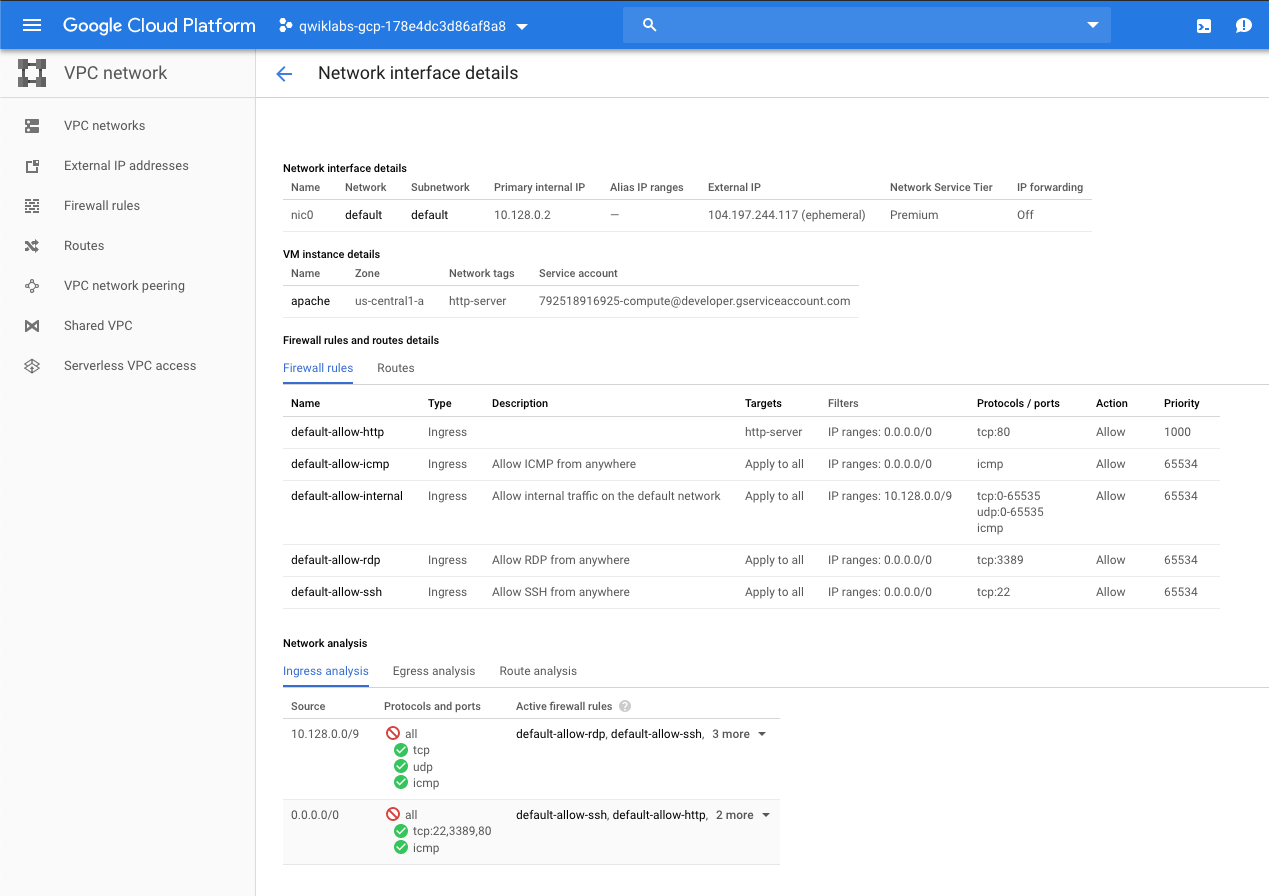 Google Cloud Platform qwiklabs-gcp-178e4dc3d86af8a8
VPC network
Network interface details
VPC networks
External IP addresses
Firewall rules
Routes
VPC network peering
Shared VPC
Serverless VPC access
Network interface details
Name Network Subnetwork Primary internal IP Alias IP ranges External IP Network Service Tier IP forwarding
nic0 default default 10.128.0.2 — 104.197.244.117 (ephemeral) Premium Off
VM instance details
Name Zone Network tags Service account
apache us-central1-a http-server 792518916925-compute@developer.gserviceaccount.com
Firewall rules and routes details
Firewall rules Routes
Name Type Description Targets Filters Protocols / ports Action Priority
default-allow-http Ingress http-server IP ranges: 0.0.0.0/0 tcp:80 Allow 1000
default-allow-icmp Ingress Allow ICMP from anywhere Apply to all IP ranges: 0.0.0.0/0 icmp Allow 65534
default-allow-internal Ingress Allow internal traffic on the default network Apply to all IP ranges: 10.128.0.0/9 tcp:0-65535 Allow 65534
udp:0-65535
icmp
default-allow-rdp Ingress Allow RDP from anywhere Apply to all IP ranges: 0.0.0.0/0 tcp:3389 Allow 65534
default-allow-ssh Ingress Allow SSH from anywhere Apply to all IP ranges: 0.0.0.0/0 tcp:22 Allow 65534
Network analysis
Ingress analysis Egress analysis Route analysis
Source Protocols and ports Active firewall rules ?
10.128.0.0/9 all default-allow-rdp, default-allow-ssh, 3 more
tcp
udp
icmp
0.0.0.0/0 all default-allow-ssh, default-allow-http, 2 more
tcp:22,3389,80
icmp